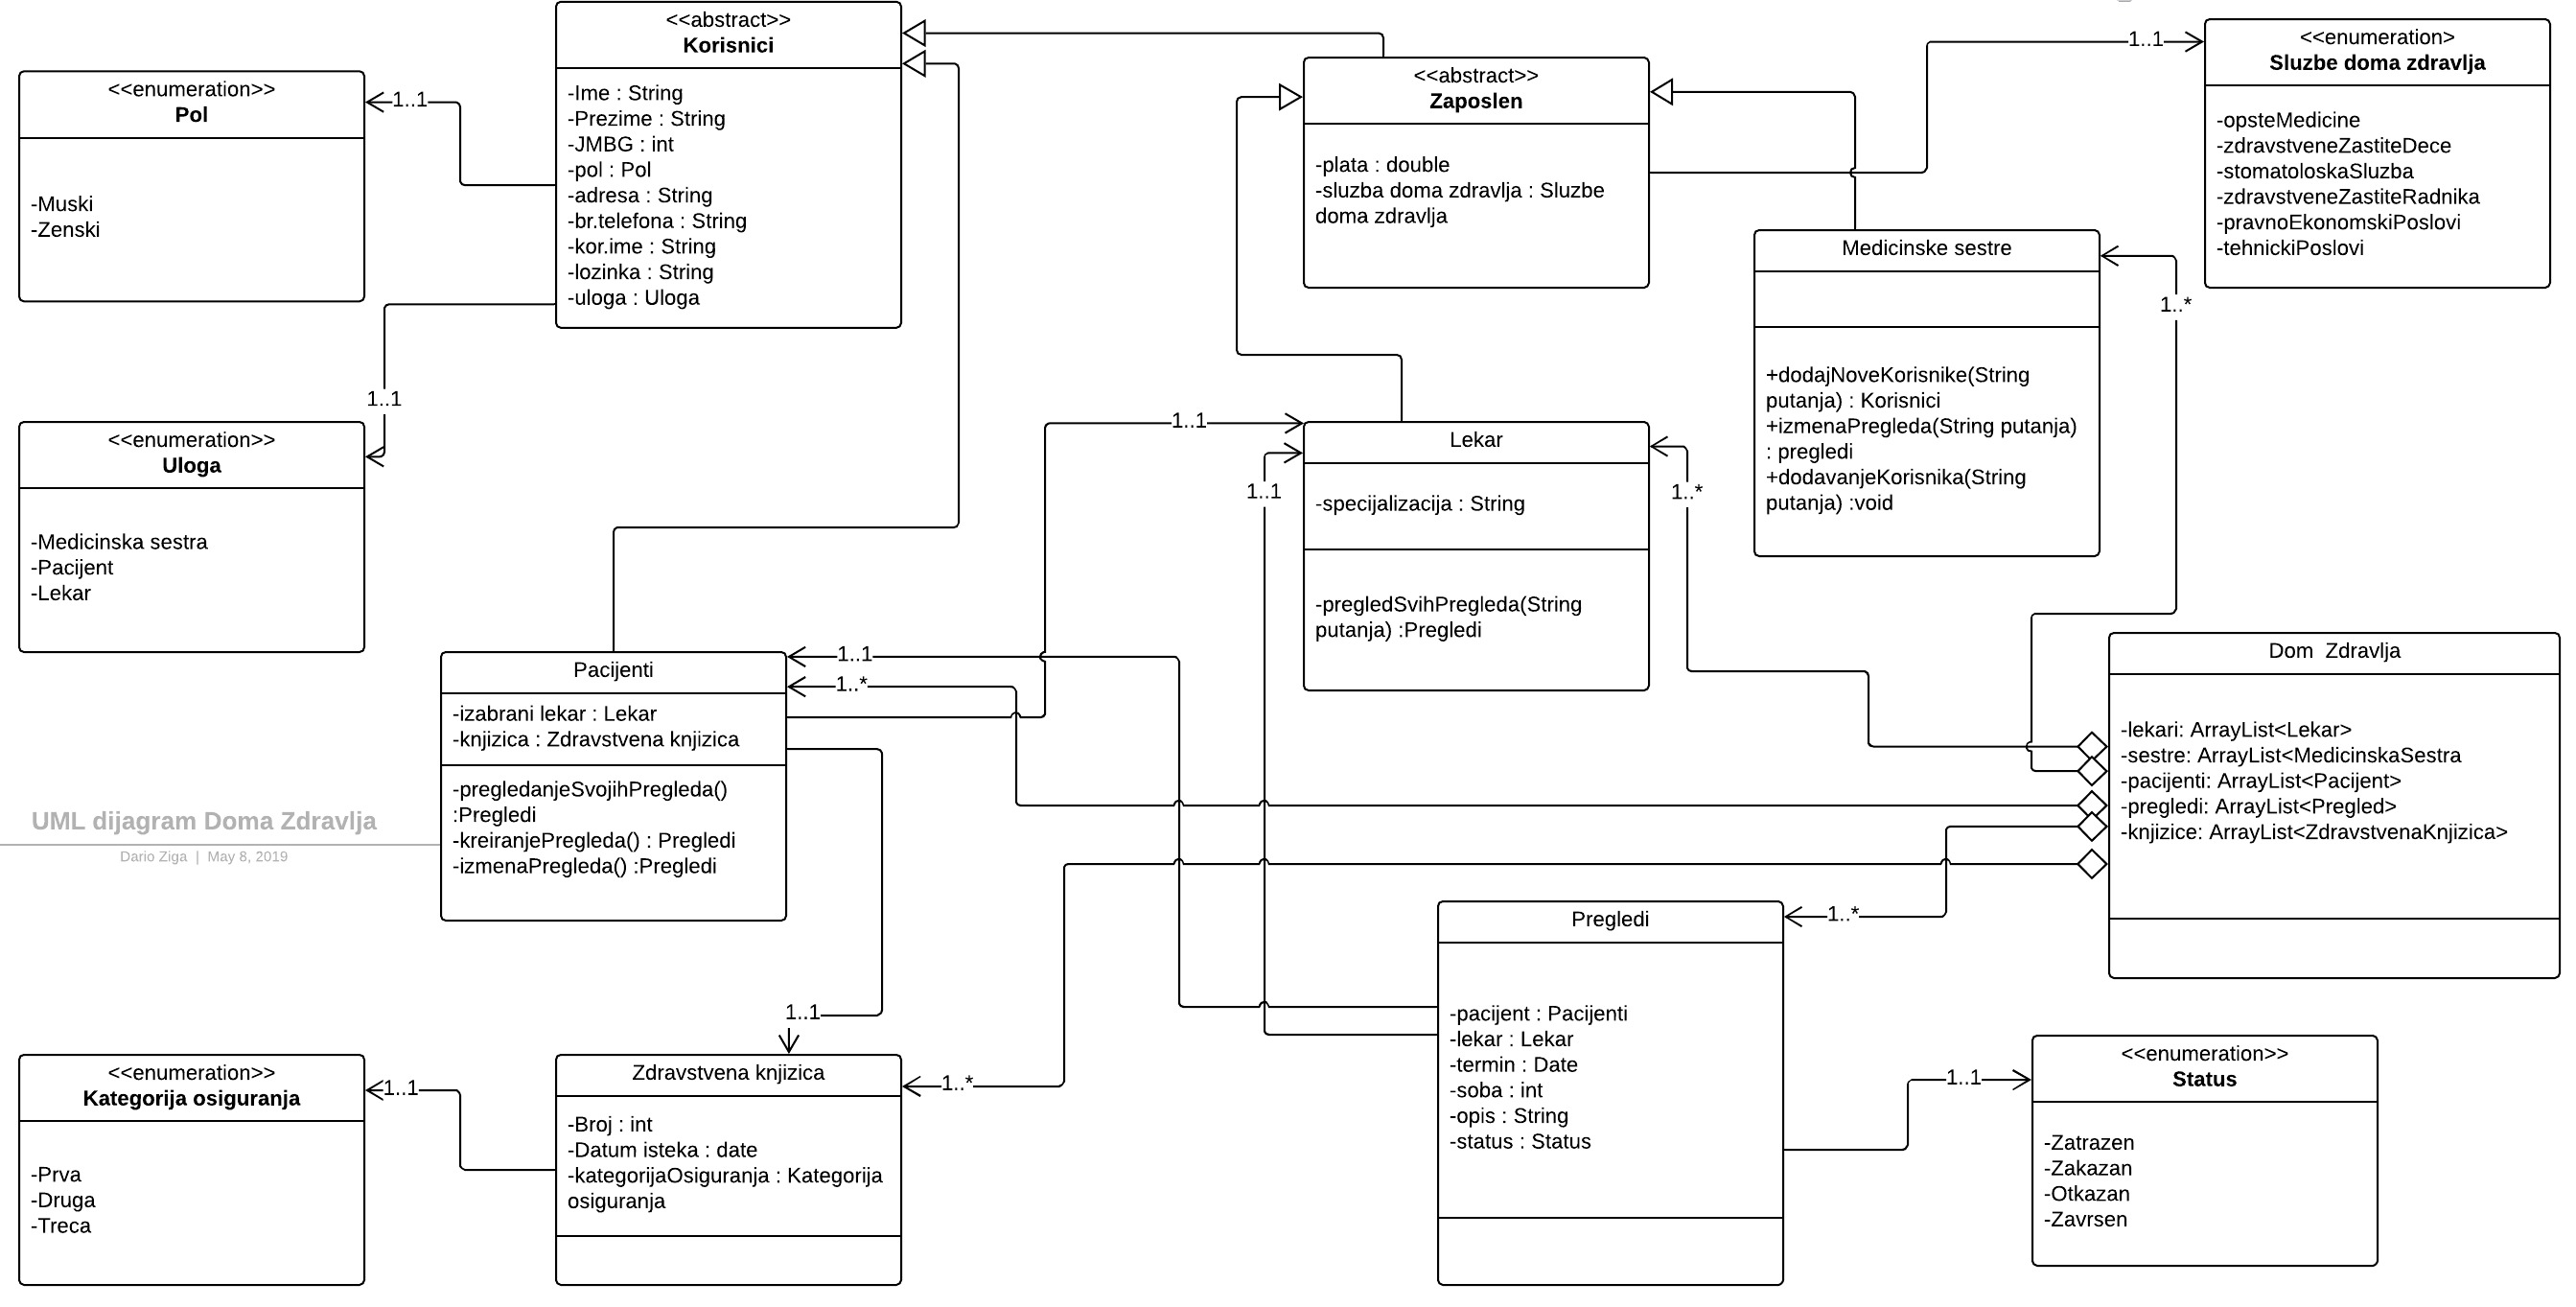 <<abstract>>
Korisnici
-Ime : String
-Prezime : String
-JMBG : int
-pol : Pol
-adresa : String
-br.telefona : String
-kor.ime : String
-lozinka : String
-uloga : Uloga
<<enumeration>>
Pol
-Muski
-Zenski
1..1
<<enumeration>>
Uloga
-Medicinska sestra
-Pacijent
-Lekar
1..1
<<abstract>>
Zaposlen
-plata : double
-sluzba doma zdravlja : Sluzbe
doma zdravlja
1..1
<<enumeration>
Sluzbe doma zdravlja
-opsteMedicine
-zdravstveneZastiteDece
-stomatoloskaSluzba
-zdravstveneZastiteRadnika
-pravnoEkonomskiPoslovi
-tehnickiPoslovi
Medicinske sestre
+dodajNoveKorisnike(String
putanja) : Korisnici
+izmenaPregleda(String putanja)
: pregledi
+dodavanjeKorisnika(String
putanja) :void
1..*
1..1
Lekar
-specijalizacija : String
-pregledSvihPregleda(String
putanja) :Pregledi
1..1
1..*
Pacijenti
-izabrani lekar : Lekar
-knjizica : Zdravstvena knjizica
-pregledanjeSvojihPregleda()
:Pregledi
-kreiranjePregleda() : Pregledi
-izmenaPregleda() :Pregledi
1..1
1..*
Dom  Zdravlja
-lekari: ArrayList<Lekar>
-sestre: ArrayList<MedicinskaSestra
-pacijenti: ArrayList<Pacijent>
-pregledi: ArrayList<Pregled>
-knjizice: ArrayList<ZdravstvenaKnjizica>
UML dijagram Doma Zdravlja
Dario Ziga | May 8, 2019
1..1
<<enumeration>>
Kategorija osiguranja
-Prva
-Druga
-Treca
1..1
Zdravstvena knjizica
-Broj : int
-Datum isteka : date
-kategorijaOsiguranja : Kategorija
osiguranja
1..*
Pregledi
-pacijent : Pacijenti
-lekar : Lekar
-termin : Date
-soba : int
-opis : String
-status : Status
1..*
1..1
<<enumeration>>
Status
-Zatrazen
-Zakazan
-Otkazan
-Zavrsen